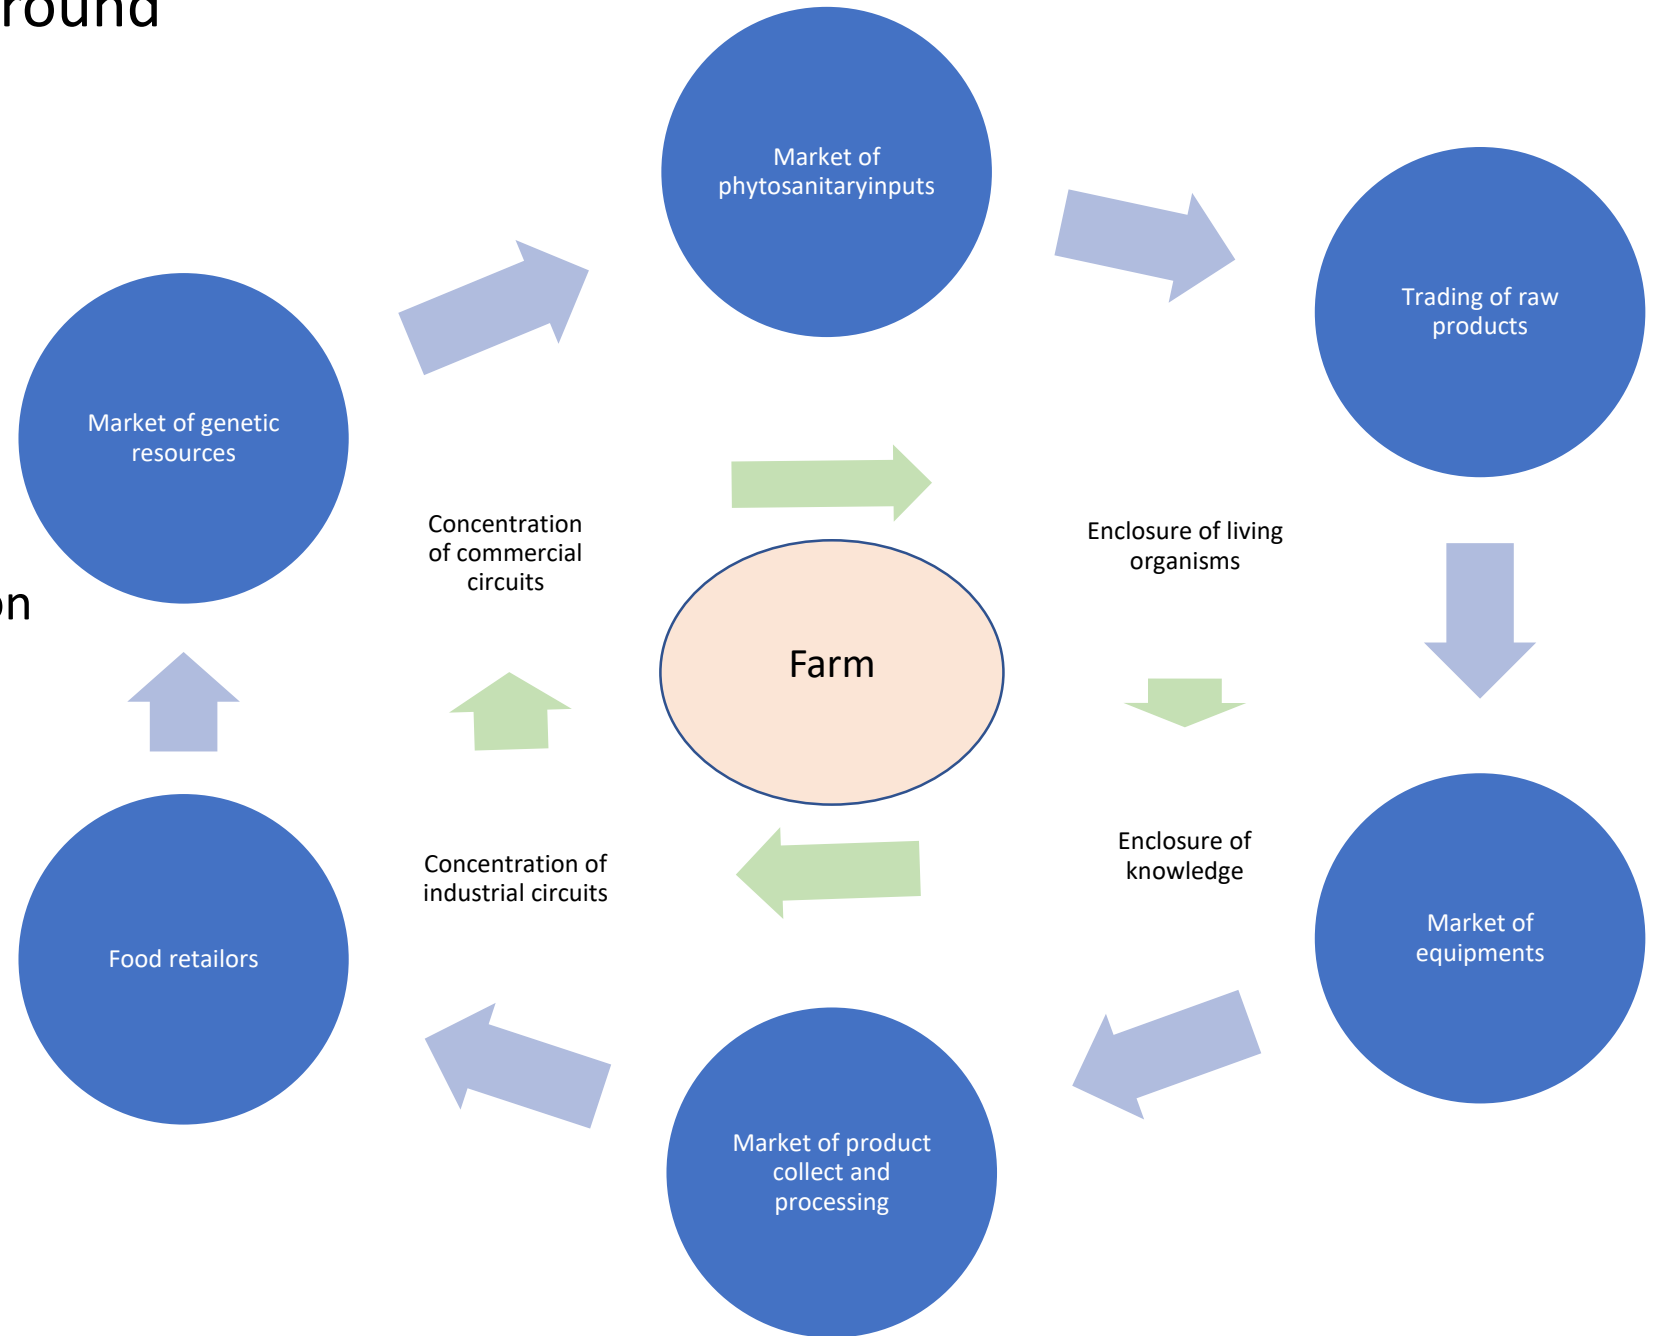 round
Market of
phytosanitaryinputs
Trading of raw
products
Market of genetic
resources
Concentration
of commercial
circuits
Enclosure of living
organisms
on
Farm
Enclosure of
knowledge
Concentration of
industrial circuits
Market of
equipments
Food retailors
Market of product
collect and
processing